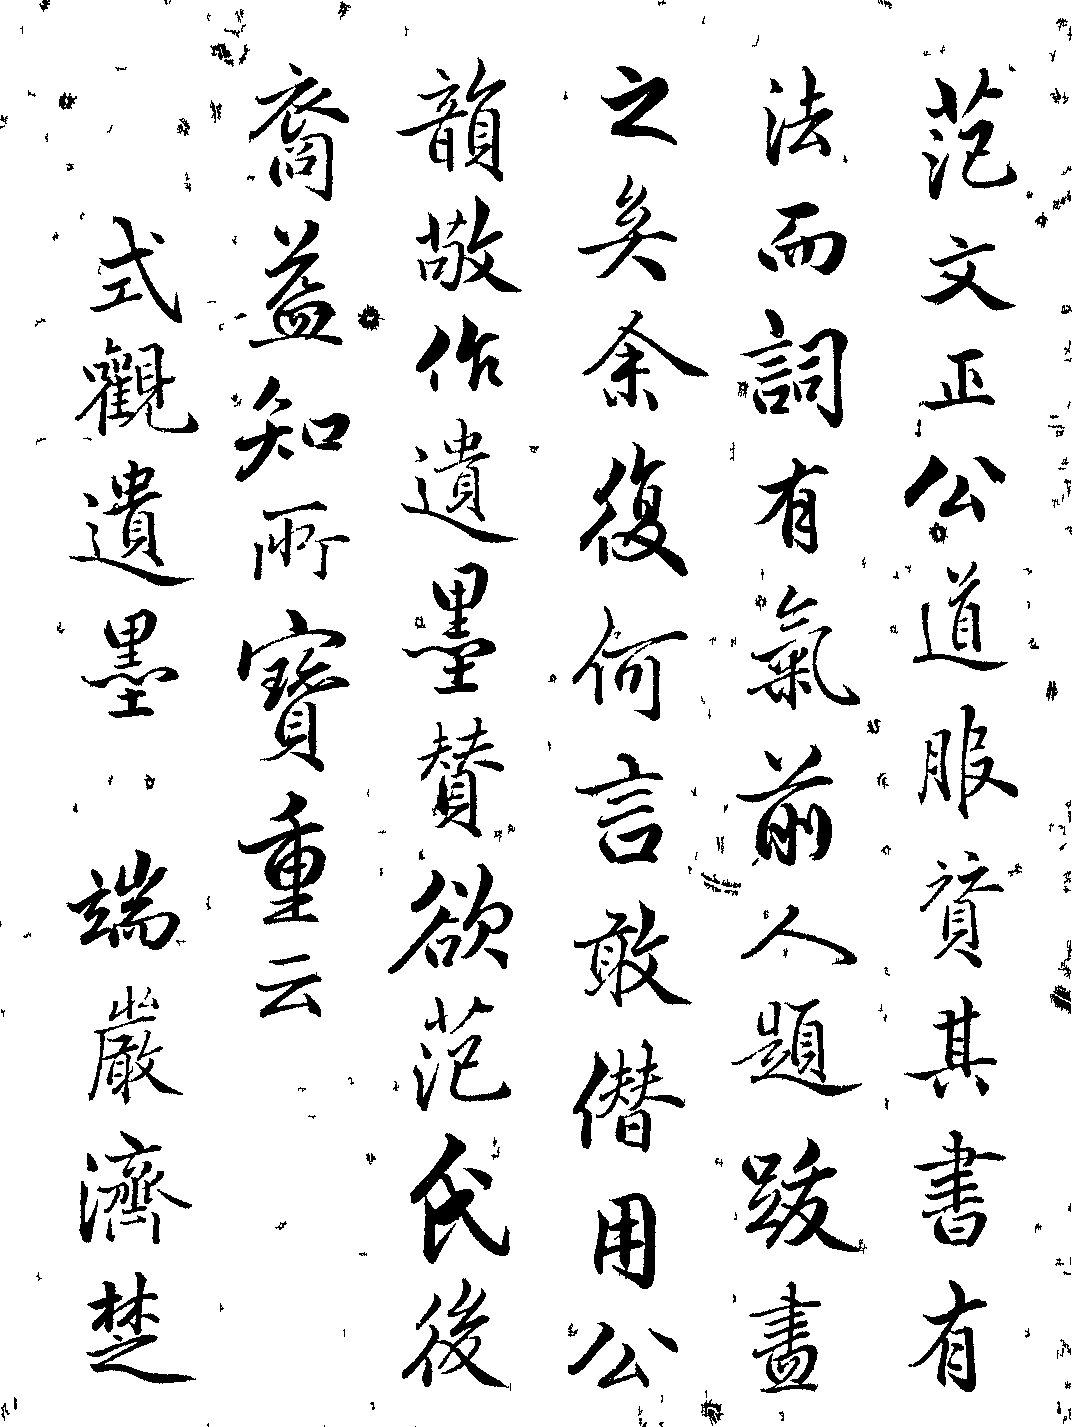 范文正公道服賛其書有
法而詞有氣前人題跋盡
之矣余復何言敢僣用公
韻敬作遺墨賛欲范氏後
裔益知所寶重云
式觀遺墨 端嚴濟楚